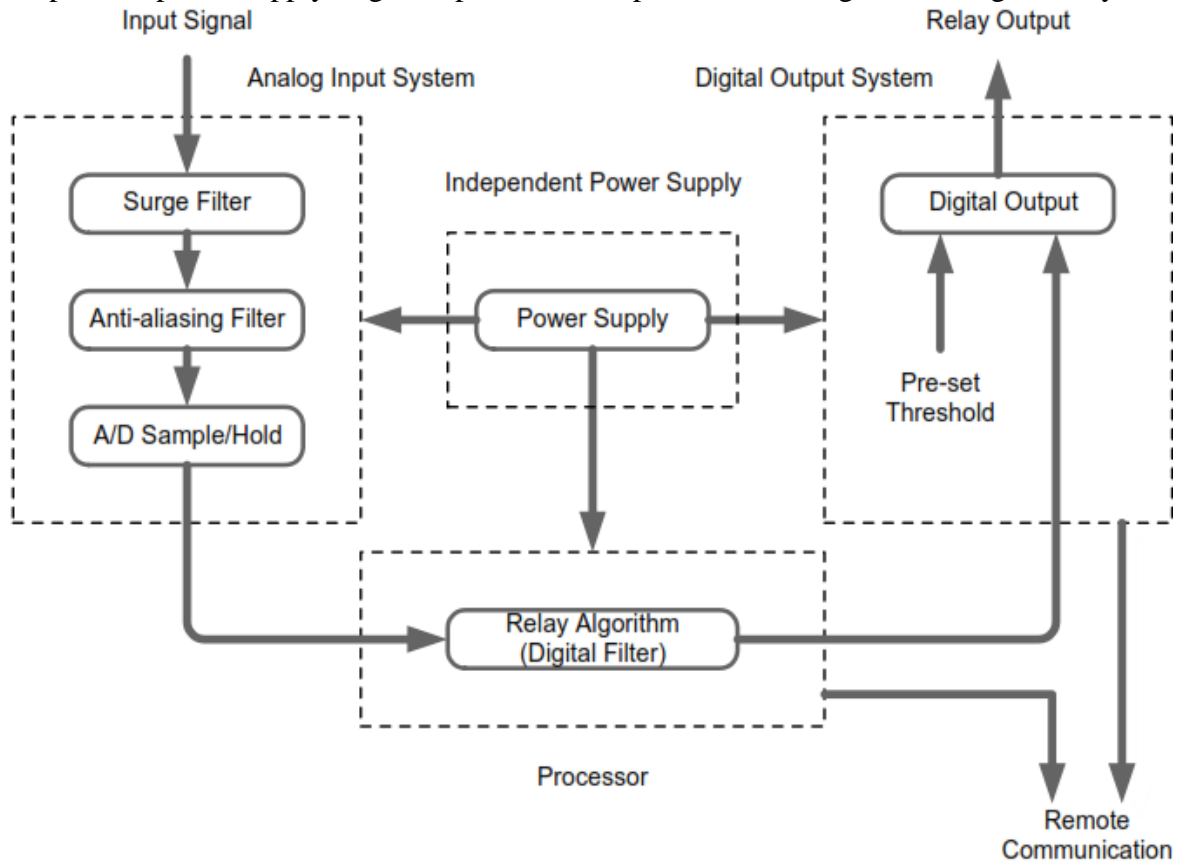 Input Signal
Relay Output
Analog Input System
Digital Output System
Surge Filter
Independent Power Supply
Digital Output
Anti-aliasing Filter
Power Supply
Pre-set
Threshold
A/D Sample/Hold
Relay Algorithm
(Digital Filter)
Processor
Remote
Communication